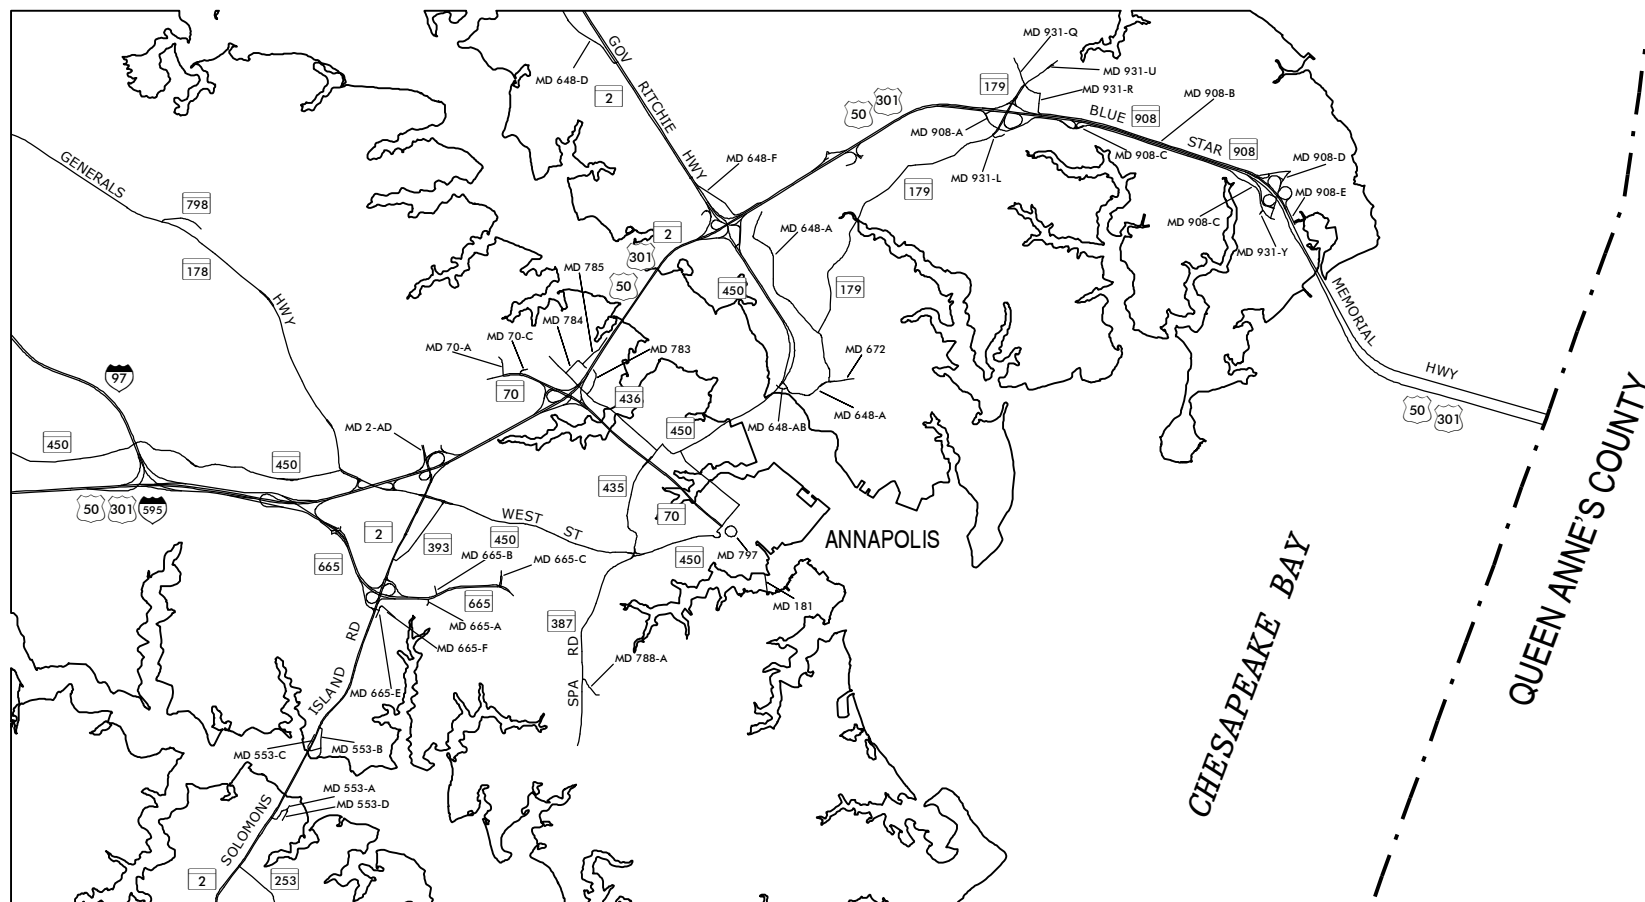 MD 931-Q
GOV
RITCHIE
HWY
MD 648-D
2
179
MD 931-U
MD 931-R
MD 908-B
301
50
BLUE
908
STAR
908
MD 908-A
MD 908-C
MD 908-D
MD 931-L
MD 908-E
GENERALS
798
MD 648-F
179
MD 908-C
MD 931-Y
2
MD 648-A
178
301
MD 785
50
450
179
HWY
MEMORIAL
MD 784
MD 70-C
MD 70-A
MD 783
MD 672
HWY
97
70
436
50
301
MD 648-A
MD 2-AD
450
MD 648-AB
450
450
435
50
301
595
70
WEST
ST
2
393
450
ANNAPOLIS
QUEEN ANNE'S COUNTY
MD 665-B
MD 665-C
450
MD 797
665
665
MD 181
CHESAPEAKE BAY
MD 665-A
387
RD
MD 665-F
RD
MD 788-A
ISLAND
MD 665-E
SPA
MD 553-C
MD 553-B
MD 553-A
MD 553-D
SOLOMONS
2
253